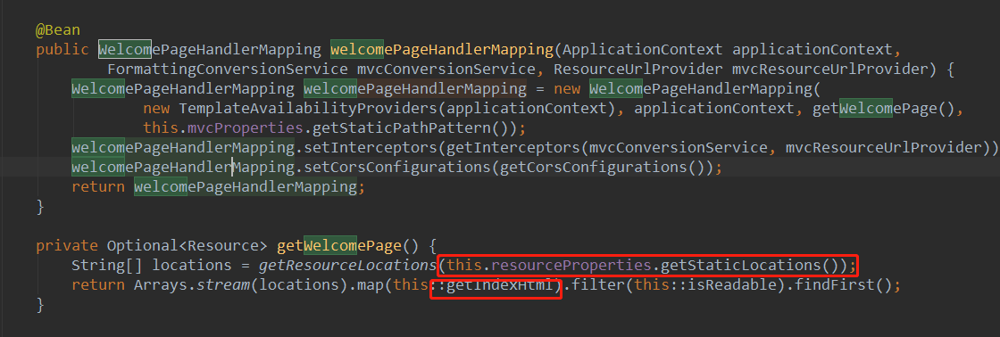 @Bean
public WelcomePageHandlerMapping welcomePageHandlerMapping(ApplicationContext applicationContext,
FormattingConversionService mvcConversionService, ResourceUrlProvider mvcResourceUrlProvider) {
WelcomePageHandlerMapping welcomePageHandlerMapping = new WelcomePageHandlerMapping(
new TemplateAvailabilityProviders(applicationContext), applicationContext, getWelcomePage(),
this.mvcProperties.getStaticPathPattern());
welcomePageHandlerMapping.setInterceptors(getInterceptors(mvcConversionService, mvcResourceUrlProvider))
welcomePageHandlerMapping.setCorsConfigurations(getCorsConfigurations());
return welcomePageHandlerMapping;
}
private Optional<Resource> getWelcomePage() {
String[] locations = getResourceLocations(this.resourceProperties.getStaticLocations());
return Arrays.stream(locations).map(this::getIndexHtml).filter(this::isReadable).findFirst();
}